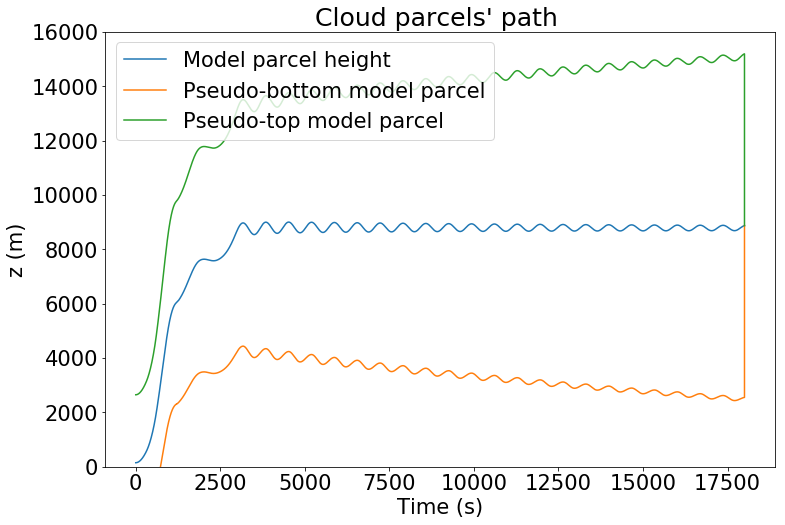 Cloud parcels' path
16000
14000
12000
10000
8000
6000
4000
2000
0
z (m)
Model parcel height
Pseudo-bottom model parcel
Pseudo-top model parcel
0 2500 5000 7500 10000 12500 15000 17500
Time (s)